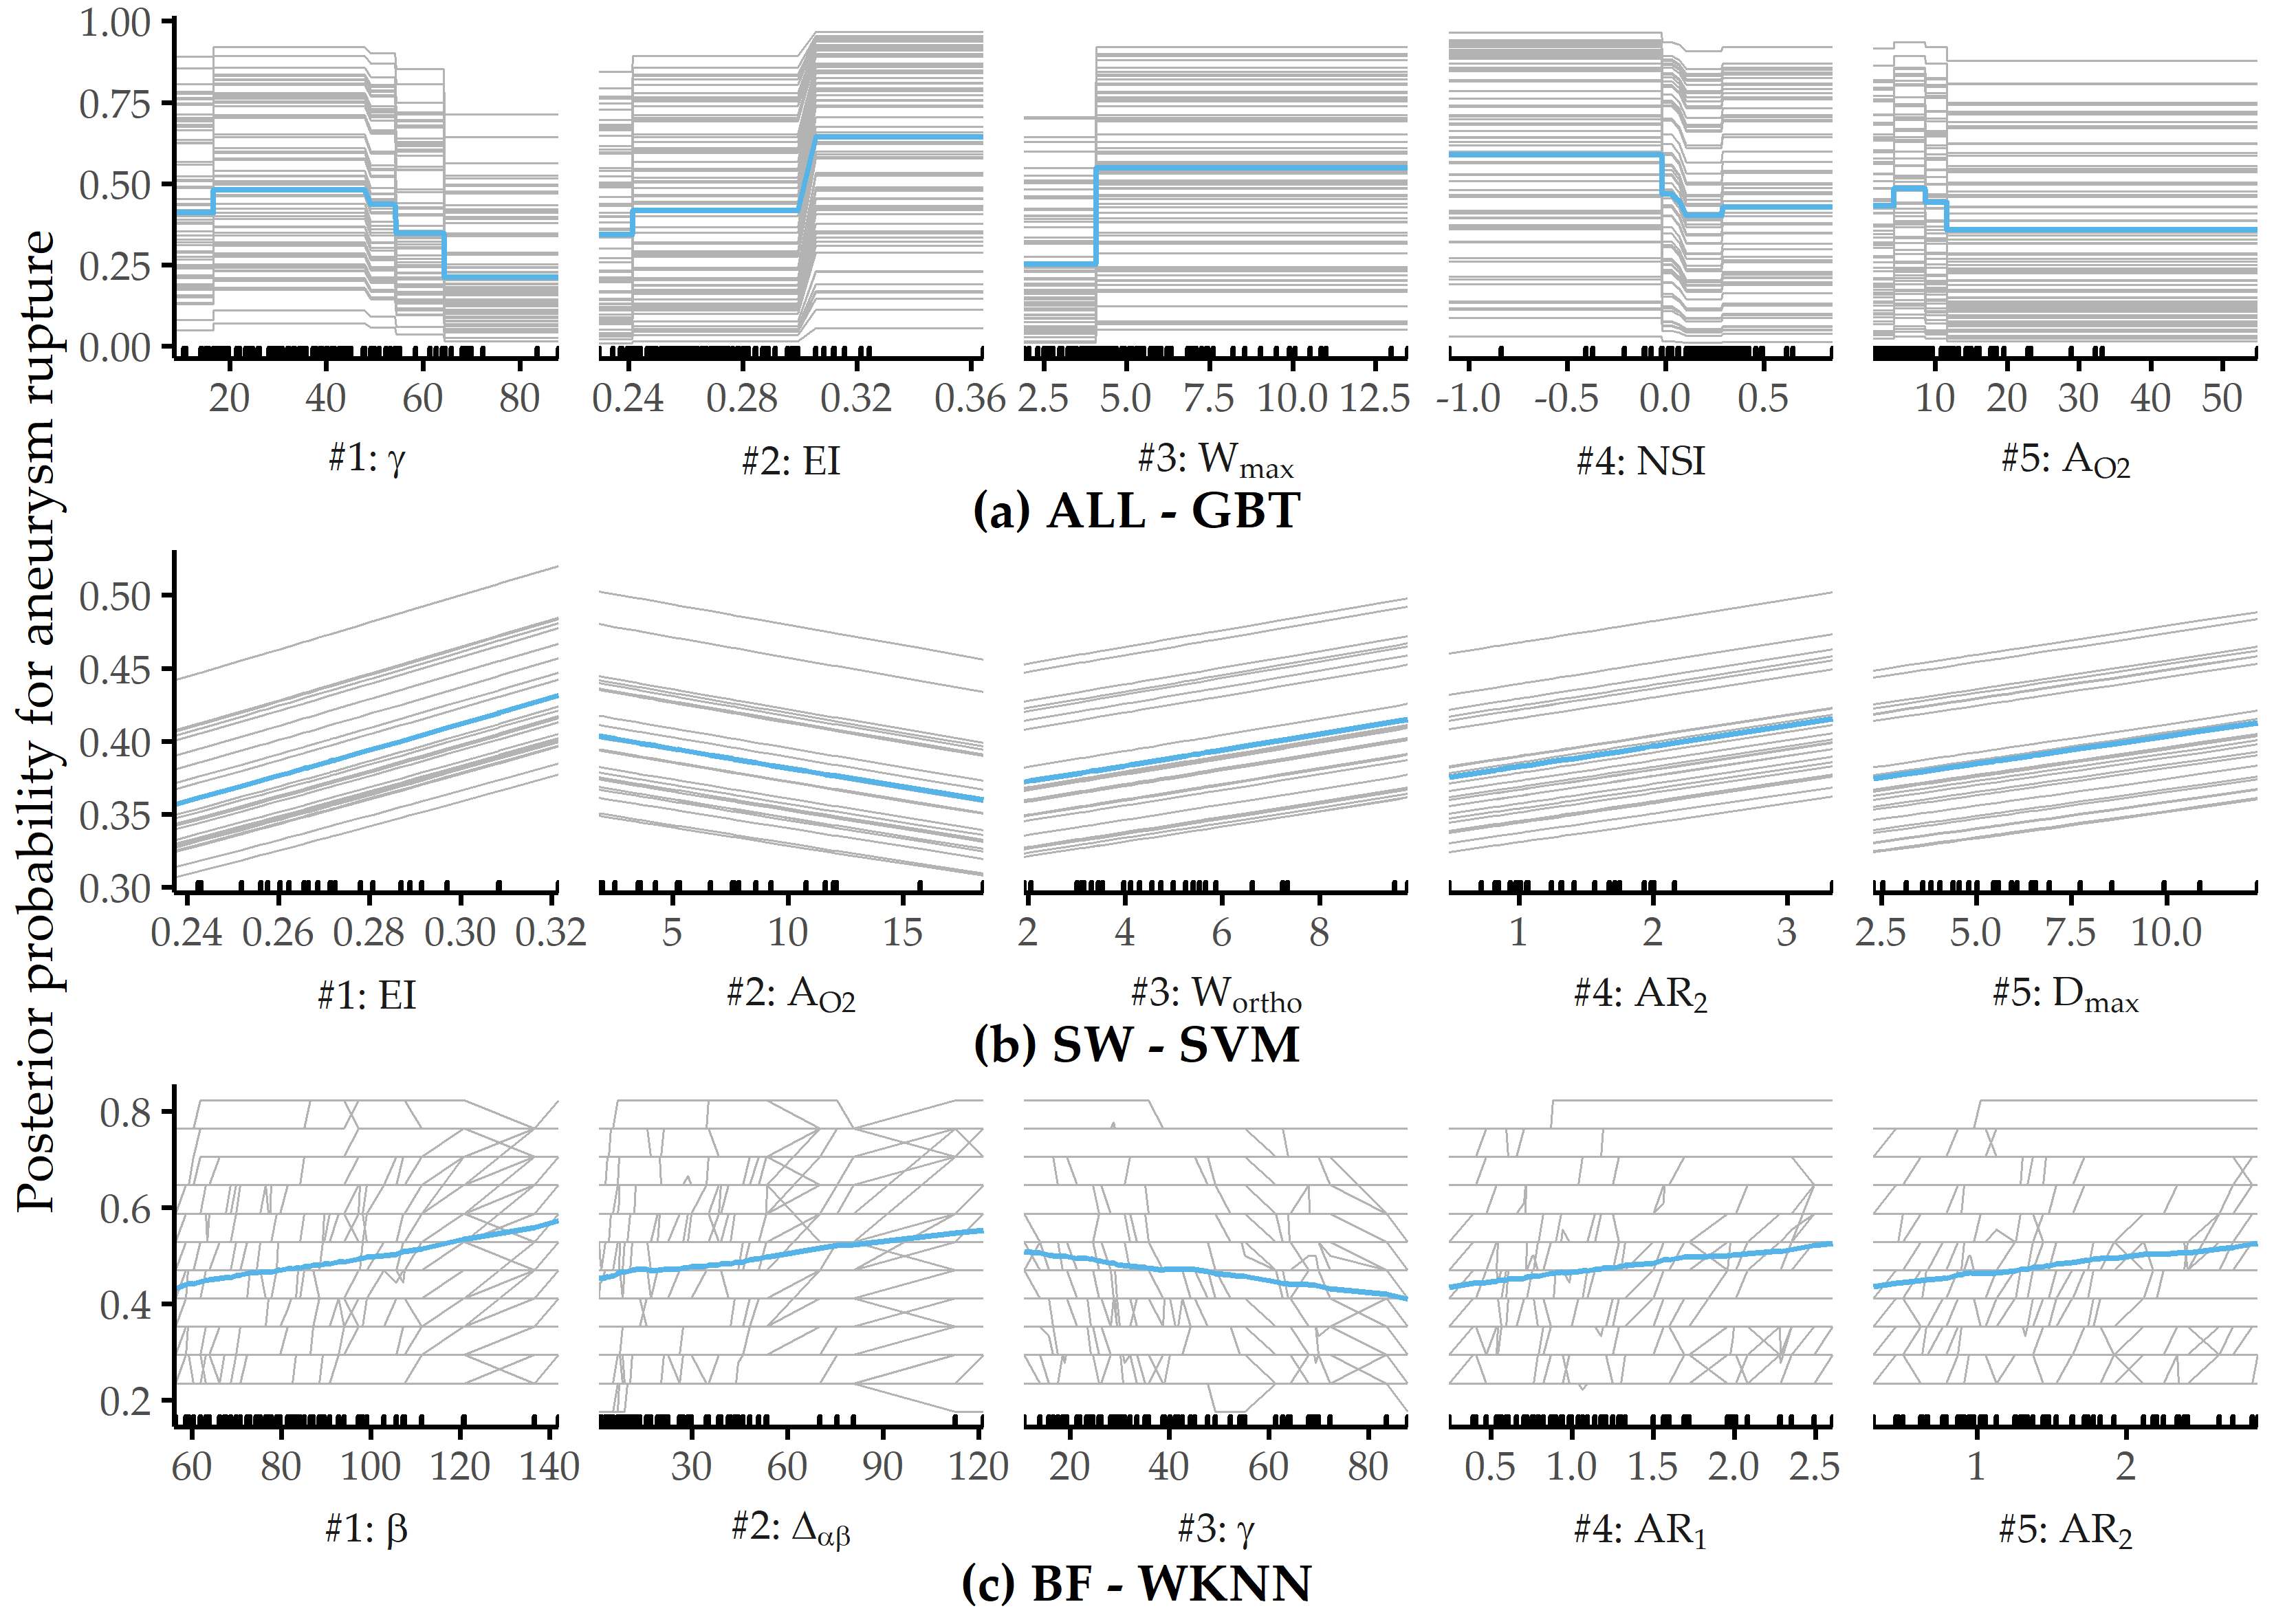 Posterior probability for aneurysm rupture
1.00
0.75
0.50
0.25
0.00
20 40 60 80
0.24 0.28 0.32 0.36
2.5 5.0 7.5 10.0 12.5
-1.0 -0.5 0.0 0.5
10 20 30 40 50
#1: γ
#2: EI
#3: Wmax
#4: NSI
#5: AO2
(a) ALL - GBT
0.50
0.45
0.40
0.35
0.30
0.24 0.26 0.28 0.30 0.32
5 10 15
2 4 6 8
1 2 3
2.5 5.0 7.5 10.0
#1: EI
#2: AO2
#3: Wortho
#4: AR2
#5: Dmax
(b) SW - SVM
0.8
0.6
0.4
0.2
60 80 100 120 140
30 60 90 120
20 40 60 80
0.5 1.0 1.5 2.0 2.5
1 2
#1: β
#2: Δαβ
#3: γ
#4: AR1
#5: AR2
(c) BF - WKNN